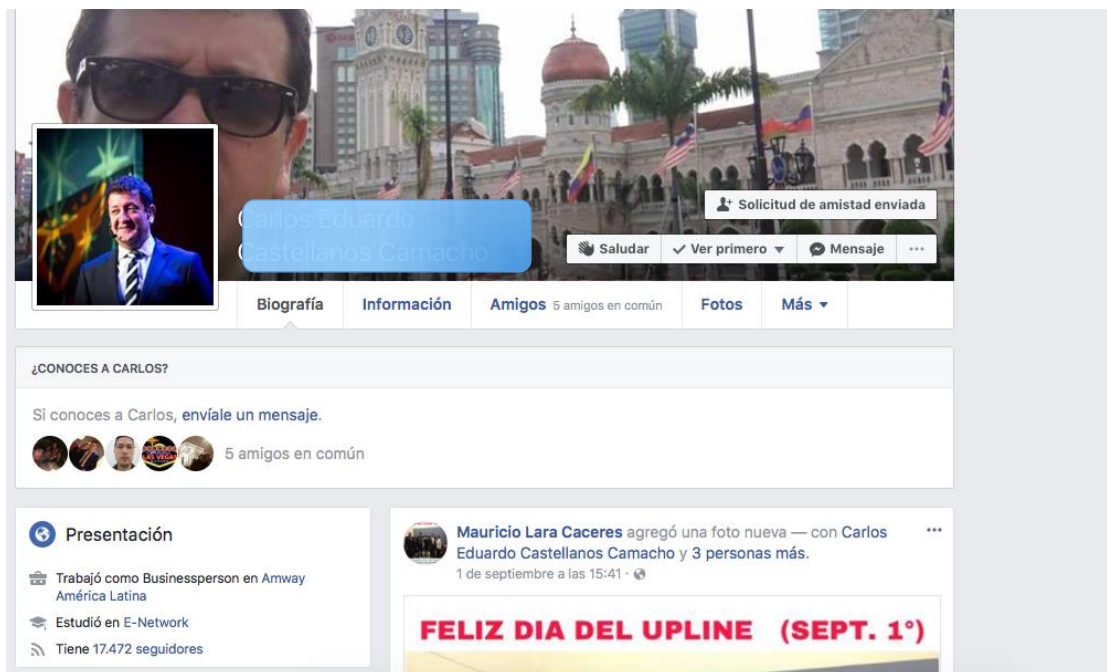 Carlos Eduardo
Castellanos Camacho
Solicitud de amistad enviada
Saludar
Ver primero
Mensaje
Biografía
Información
Amigos 5 amigos en común
Fotos
Más
¿CONOCES A CARLOS?
Si conoces a Carlos, envíale un mensaje.
5 amigos en común
Presentación
Trabajó como Businessperson en Amway
América Latina
Estudió en E-Network
Tiene 17.472 seguidores
Mauricio Lara Caceres agregó una foto nueva — con Carlos
Eduardo Castellanos Camacho y 3 personas más.
1 de septiembre a las 15:41 ·
FELIZ DIA DEL UPLINE (SEPT. 1°)